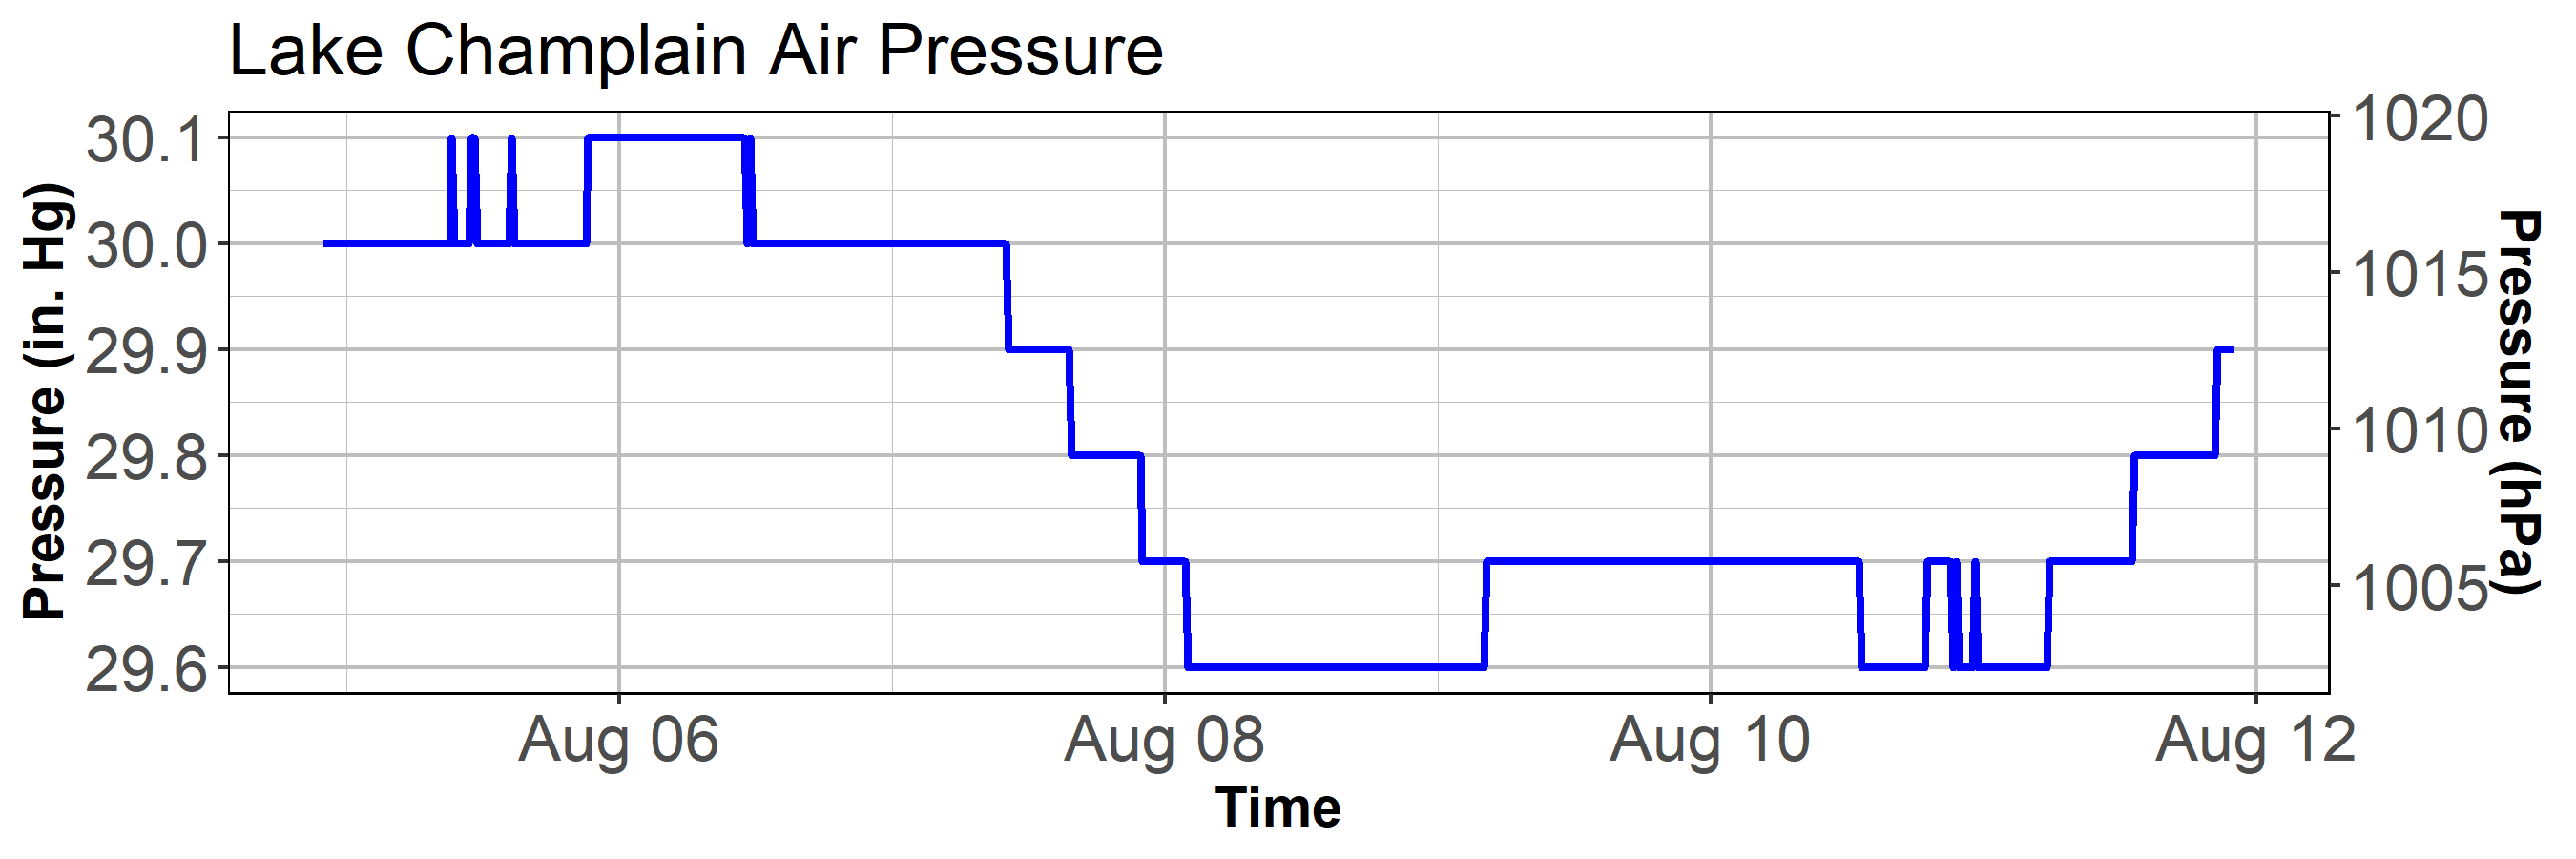 Lake Champlain Air Pressure
Pressure (in. Hg)
30.1
30.0
29.9
29.8
29.7
29.6
1020
1015
1010
1005
Pressure (hPa)
Aug 06
Aug 08
Aug 10
Aug 12
Time